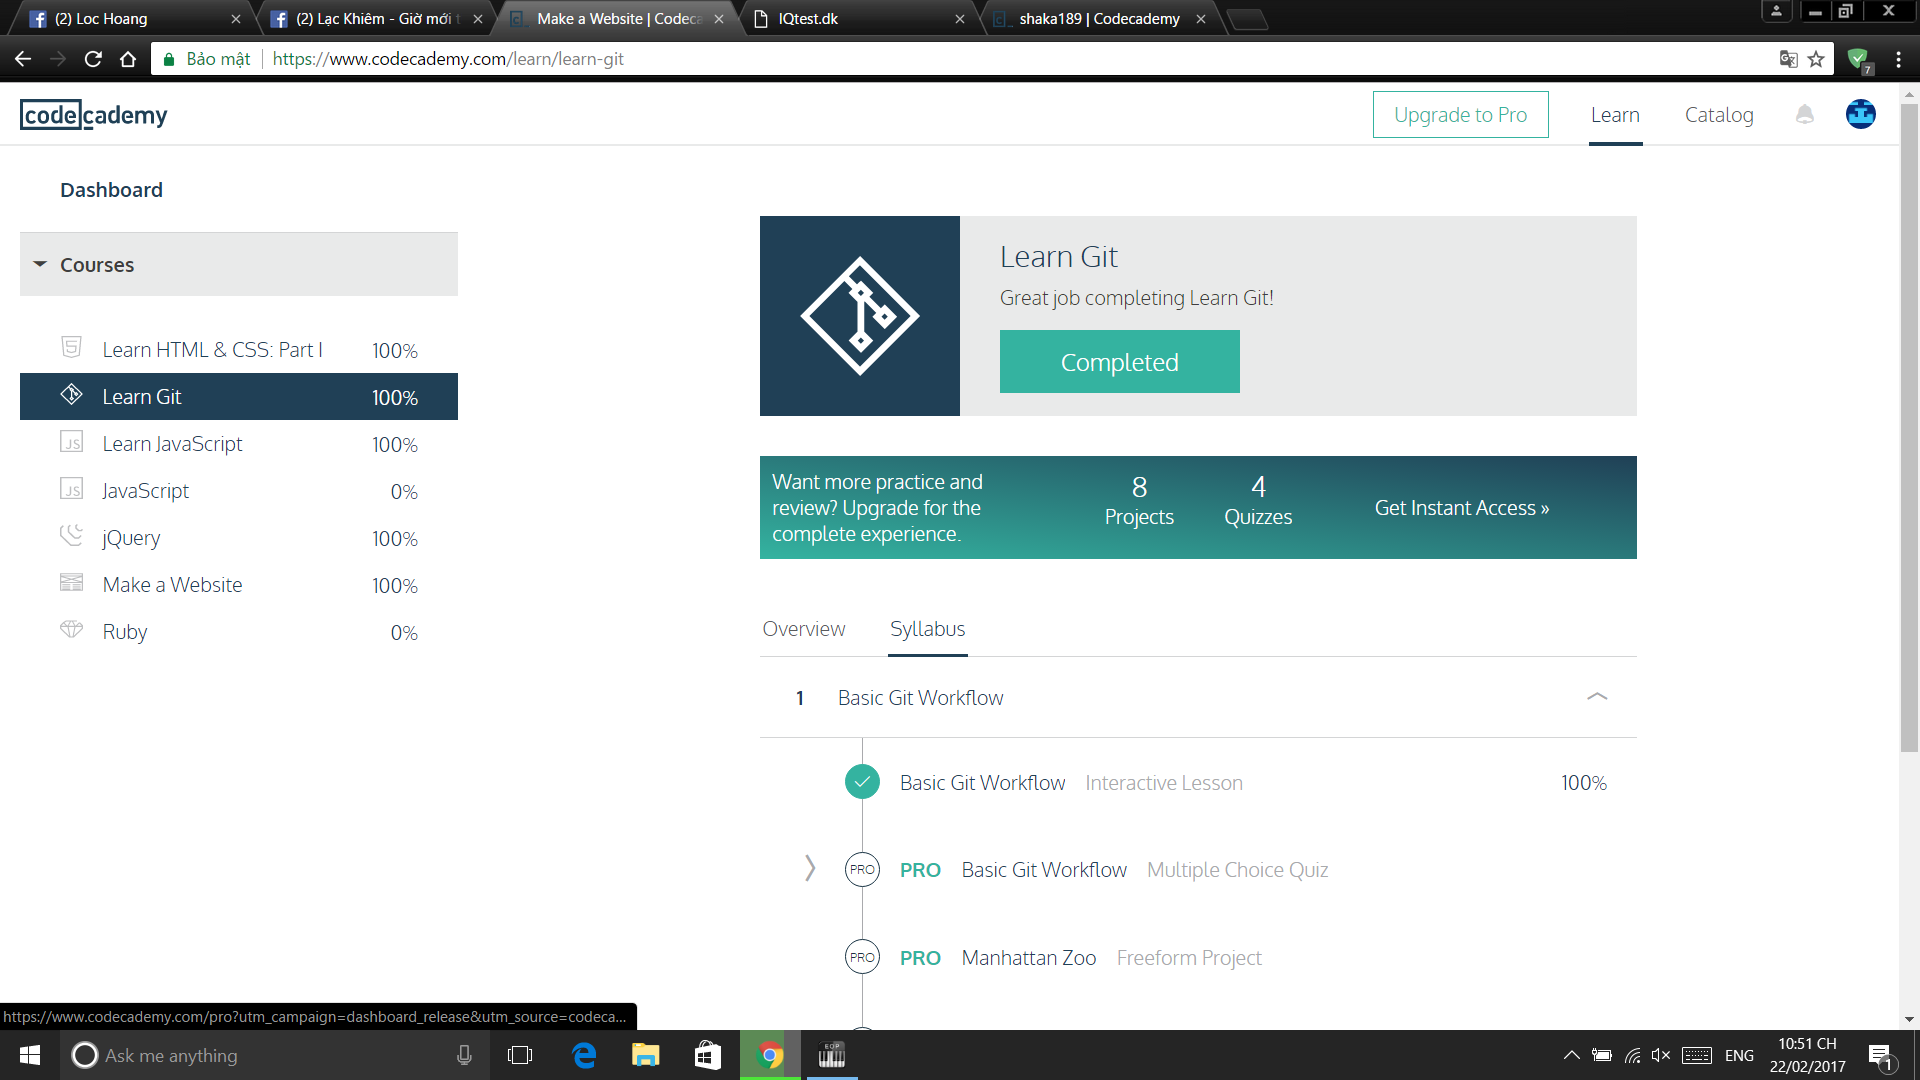 (2) Loc Hoang
(2) Lạc Khiêm - Giờ mới t
Make a Website | Codeca
IQtest.dk
shaka189 | Codecademy
Bảo mật
https://www.codecademy.com/learn/learn-git
7
codecademy
Upgrade to Pro
Learn
Catalog
Dashboard
Courses
Learn HTML & CSS: Part I 100%
Learn Git 100%
JS Learn JavaScript 100%
JS JavaScript 0%
jQuery 100%
Make a Website 100%
Ruby 0%
Learn Git
Great job completing Learn Git!
Completed
Want more practice and
review? Upgrade for the
complete experience.
8
Projects
4
Quizzes
Get Instant Access »
Overview
Syllabus
1 Basic Git Workflow
Basic Git Workflow Interactive Lesson 100%
PRO PRO Basic Git Workflow Multiple Choice Quiz
PRO PRO Manhattan Zoo Freeform Project
https://www.codecademy.com/pro?utm_campaign=dashboard_release&utm_source=codeca...
Ask me anything
EOP
ENG
10:51 CH
22/02/2017
1